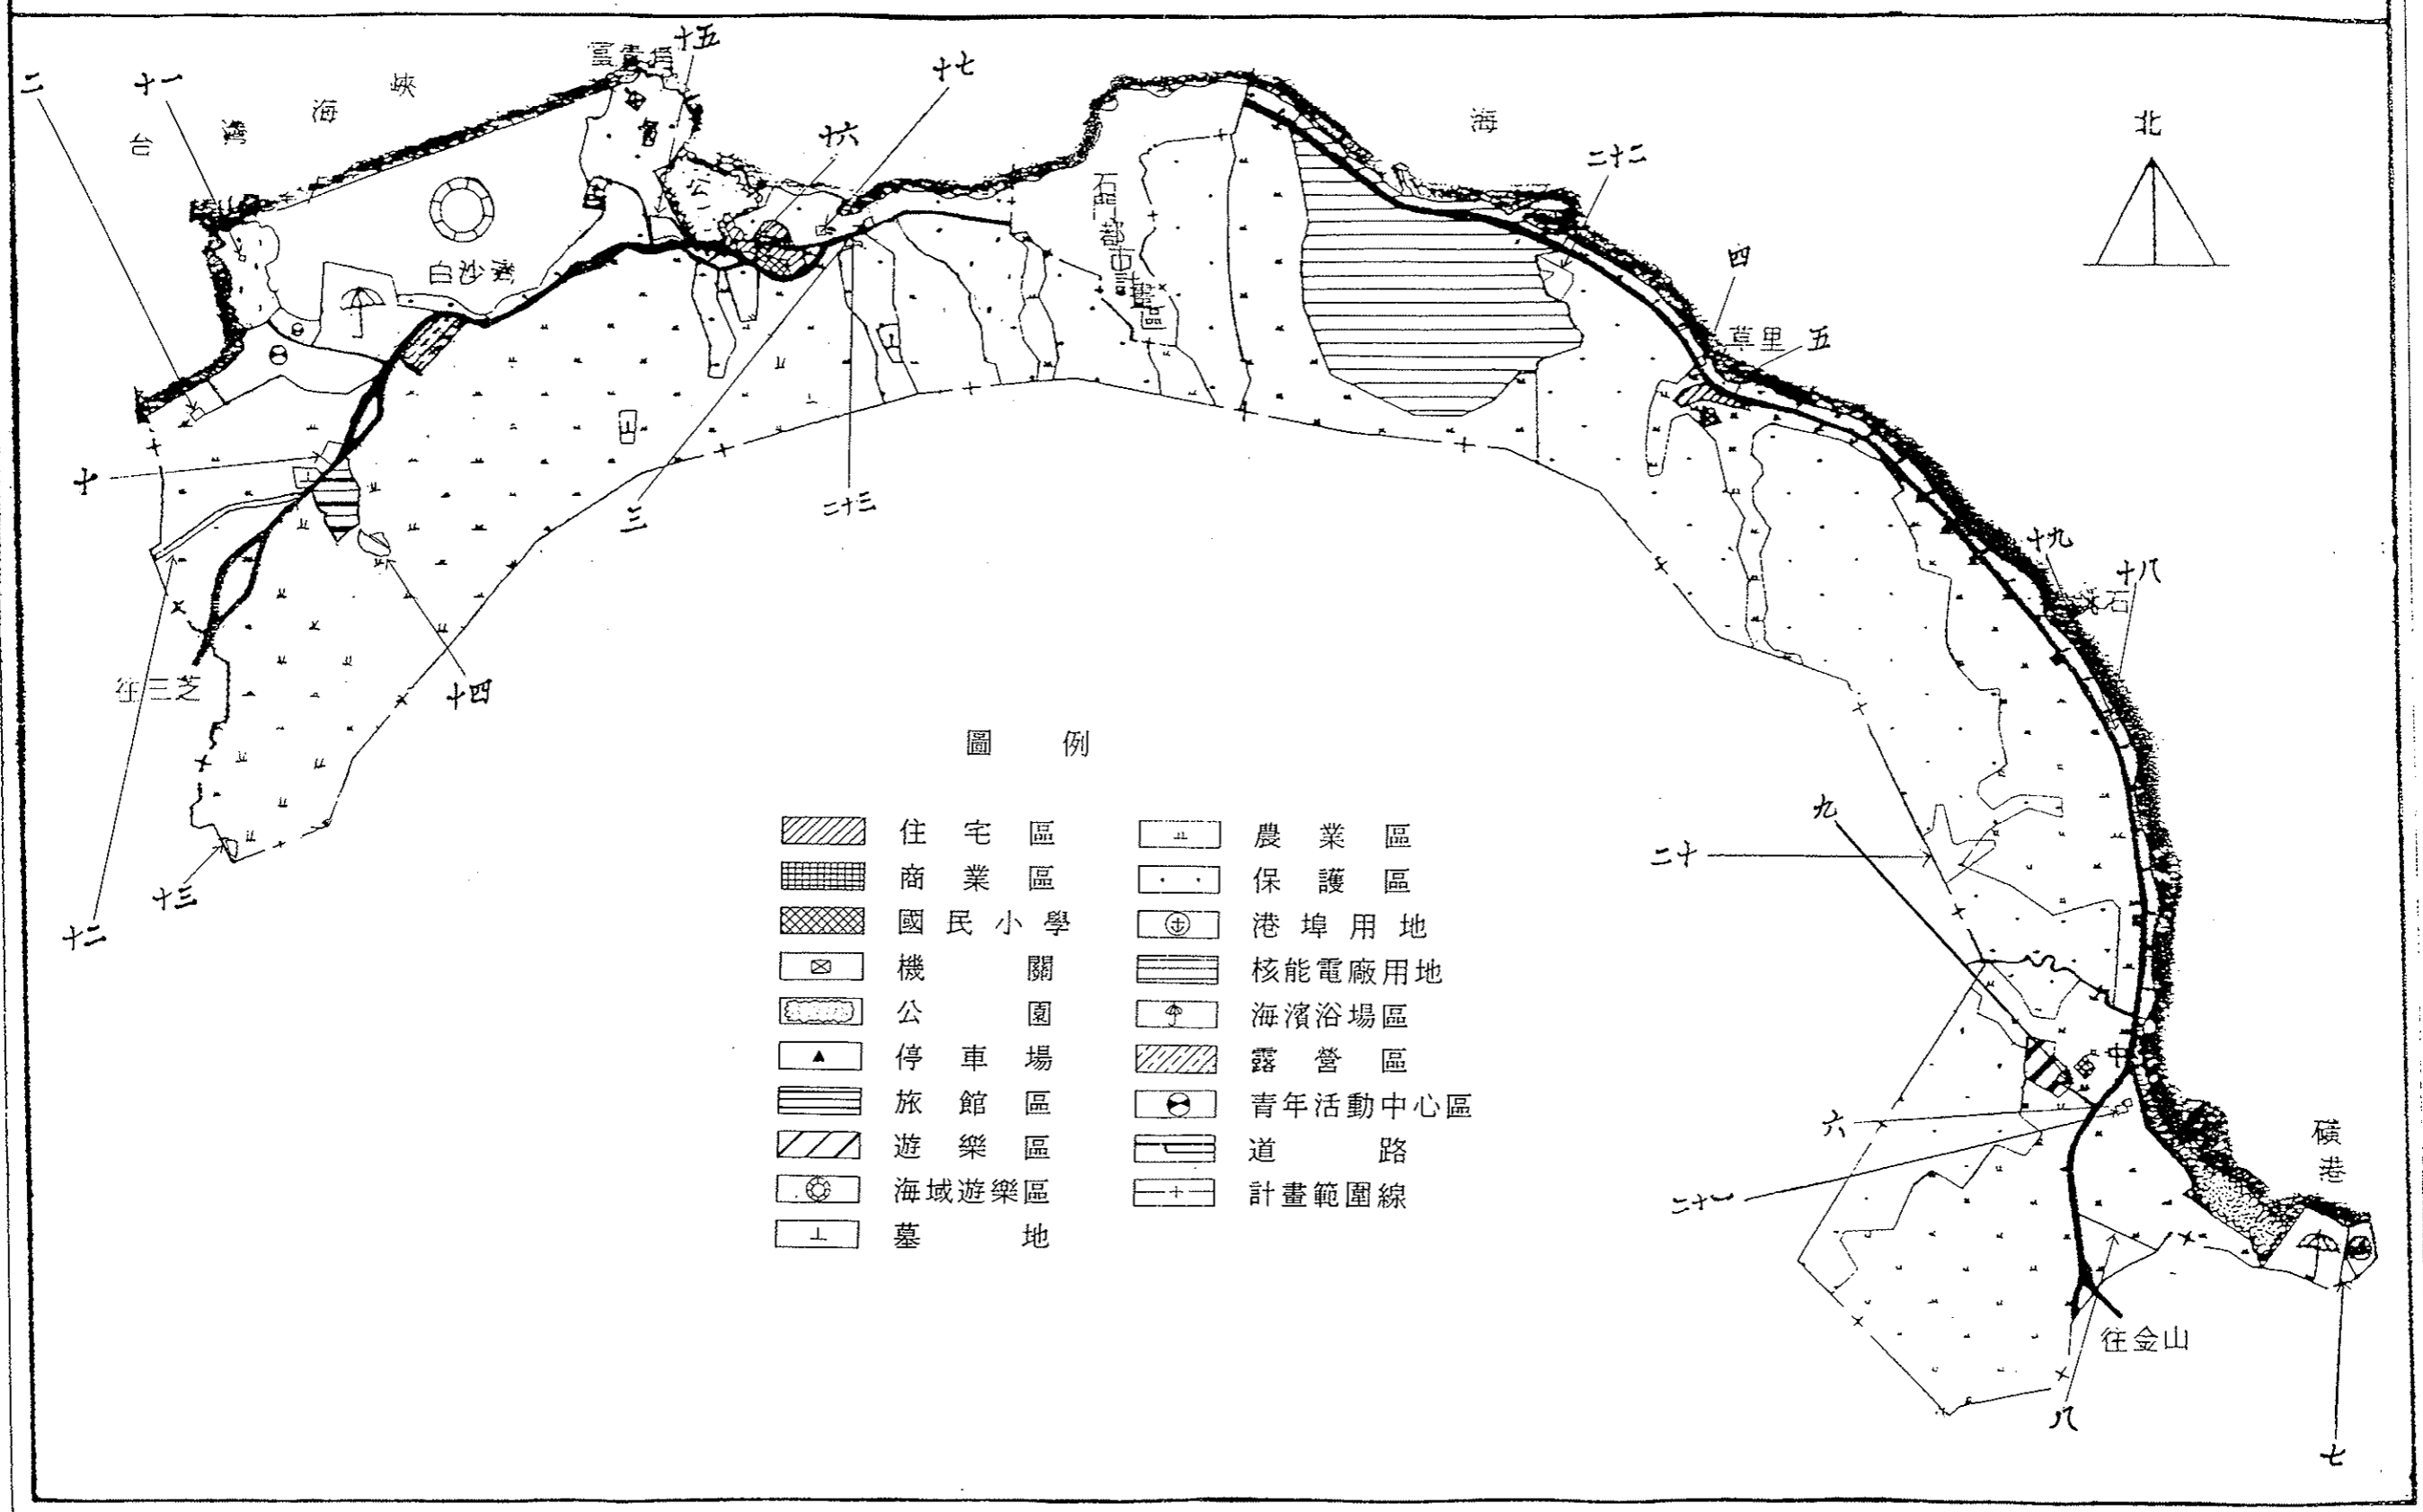 二
十一
台
灣
海
峽
富貴角
十五
十六
十七
海
北
公二
石門都市計畫區
白沙灣
二十二
四
草里
五
十
三
二十三
十九
十八
石
往三芝
十四
十三
十二
九
二十
中
六
二十一
磺
港
往金山
八
七
圖例
住宅區
商業區
國民小學
機關
公園
停車場
旅館區
遊樂區
海域遊樂區
墓地
農業區
保護區
港埠用地
核能電廠用地
海濱浴場區
露營區
青年活動中心區
道路
計畫範圍線